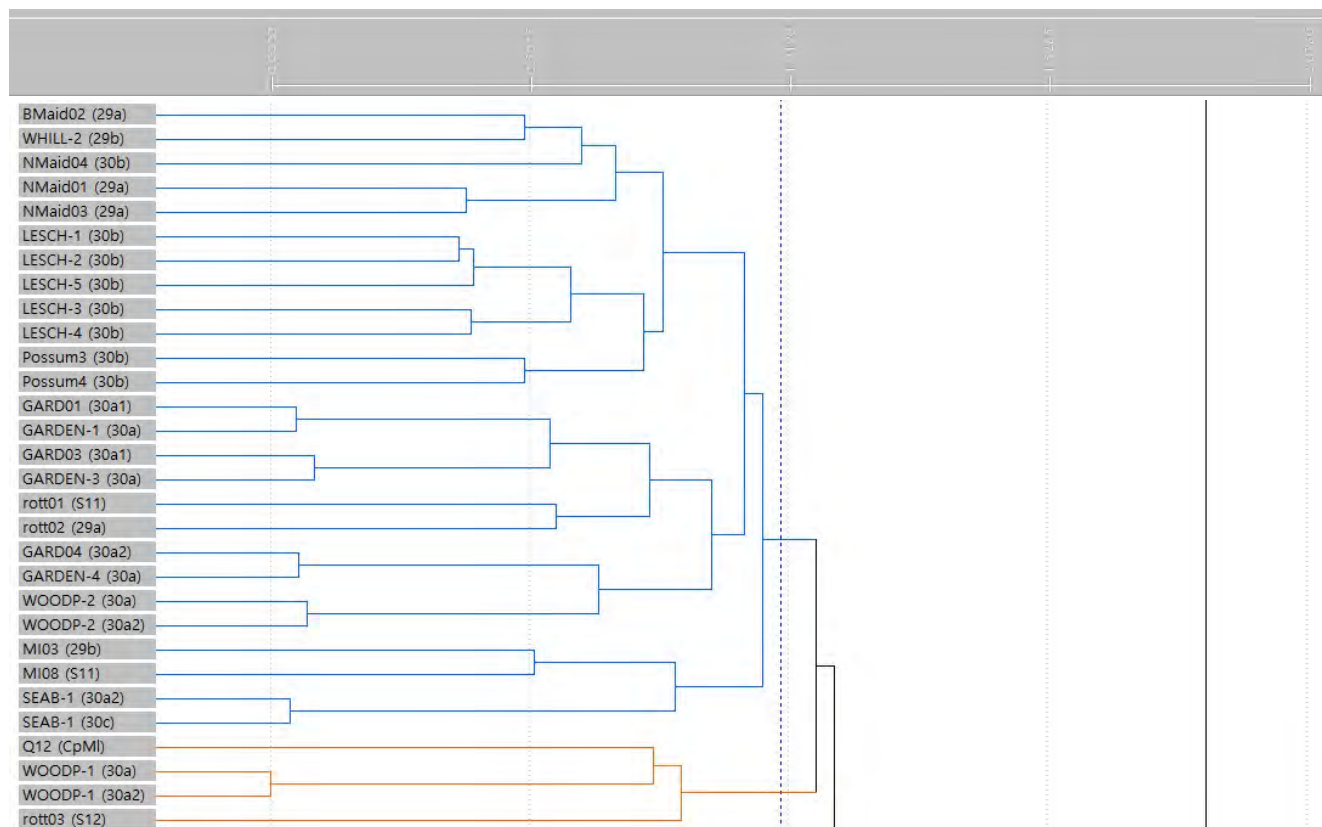 BMaid02 (29a)
WHILL-2 (29b)
NMaid04 (30b)
NMaid01 (29a)
NMaid03 (29a)
LESCH-1 (30b)
LESCH-2 (30b)
LESCH-5 (30b)
LESCH-3 (30b)
LESCH-4 (30b)
Possum3 (30b)
Possum4 (30b)
GARD01 (30a1)
GARDEN-1 (30a)
GARD03 (30a1)
GARDEN-3 (30a)
rott01 (S11)
rott02 (29a)
GARD04 (30a2)
GARDEN-4 (30a)
WOODP-2 (30a)
WOODP-2 (30a2)
MI03 (29b)
MI08 (S11)
SEAB-1 (30a2)
SEAB-1 (30c)
Q12 (CpMl)
WOODP-1 (30a)
WOODP-1 (30a2)
rott03 (S12)